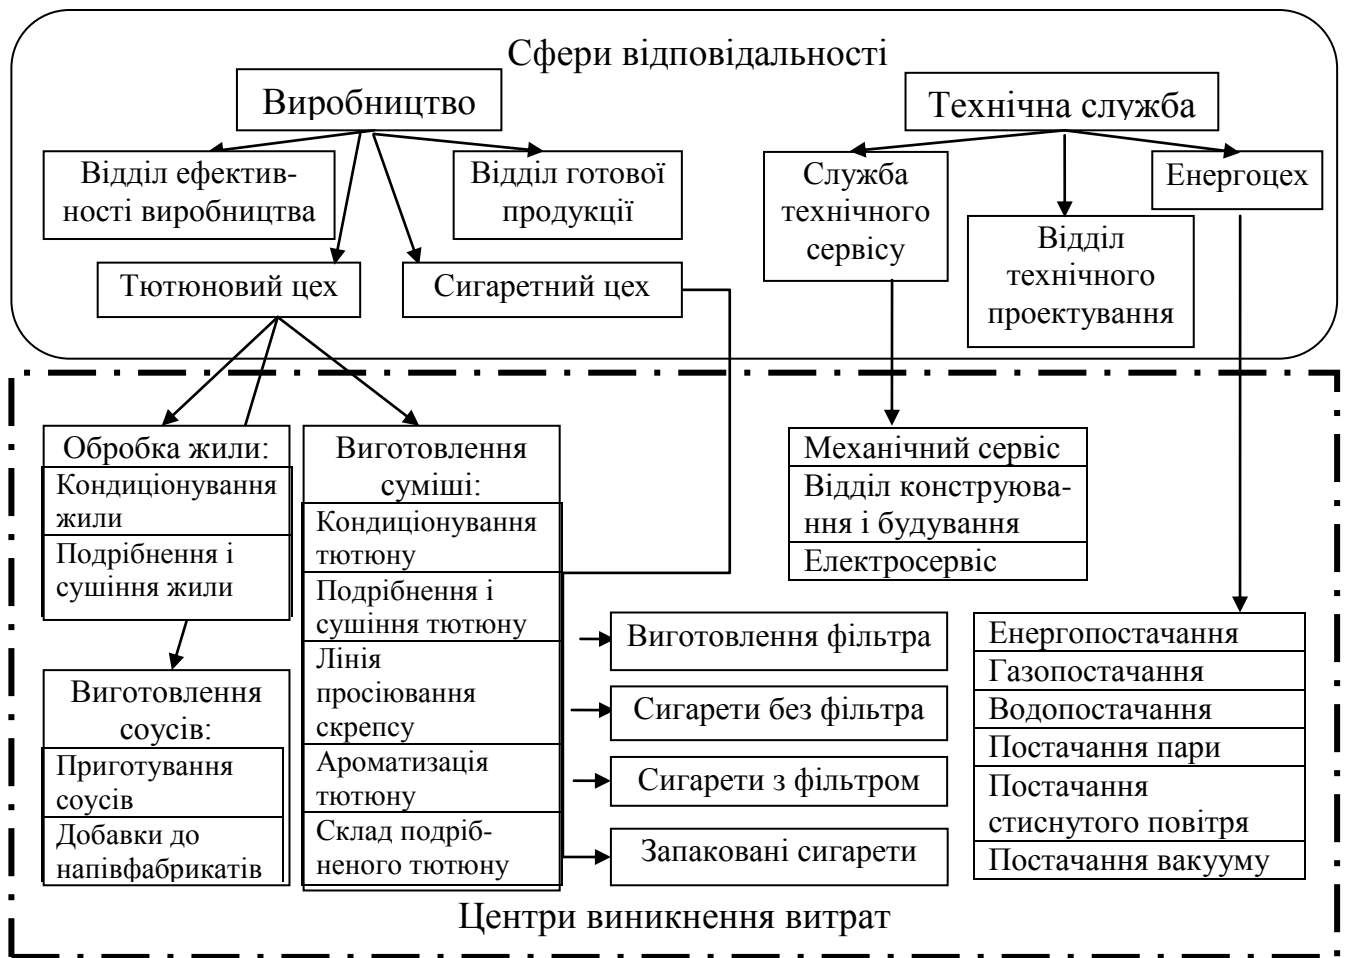 Сфери відповідальності
Виробництво
Технічна служба
Відділ ефектив-
ності виробництва
Відділ готової
продукції
Служба
технічного
сервісу
Відділ
технічного
проектування
Енергоцех
Тютюновий цех
Сигаретний цех
Обробка жили:
Кондиціонування
жили
Подрібнення і
сушіння жили
Виготовлення
соусів:
Приготування
соусів
Добавки до
напівфабрикатів
Виготовлення
суміші:
Кондиціонування
тютюну
Подрібнення і
сушіння тютюну
Лінія
просіювання
скрепсу
Ароматизація
тютюну
Склад подріб-
неного тютюну
Виготовлення фільтра
Сигарети без фільтра
Сигарети з фільтром
Запаковані сигарети
Механічний сервіс
Відділ конструюва-
ання і будування
Електросервіс
Енергопостачання
Газопостачання
Водопостачання
Постачання пари
Постачання
стиснутого повітря
Постачання вакууму
Центри виникнення витрат